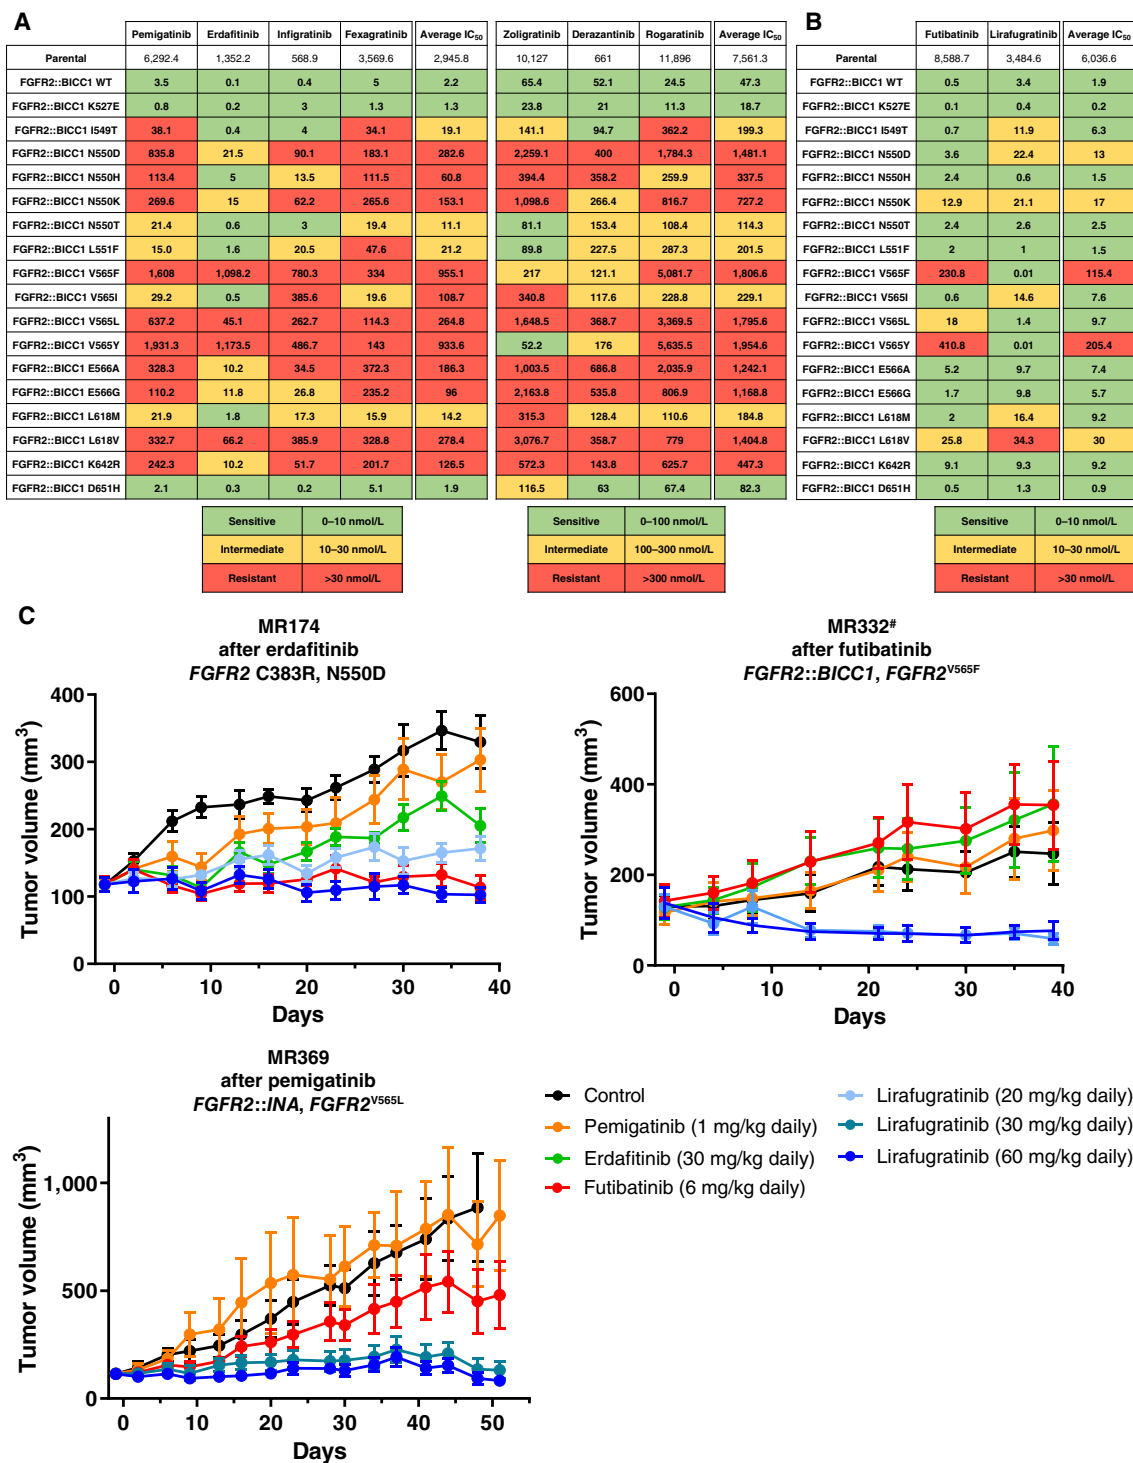 A
B
Pemigatinib Erdafitinib Infigratinib Fexagratinib Average IC50 Zoligratinib Derazantinib Rogaratinib Average IC50 Futibatinib Lirafugratinib Average IC50
Parental 6,292.4 1,352.2 568.9 3,569.6 2,945.8 10,127 661 11,896 7,561.3 8,588.7 3,484.6 6,036.6
FGFR2::BICC1 WT 3.5 0.1 0.4 5 2.2 65.4 52.1 24.5 47.3 FGFR2::BICC1 WT 0.5 3.4 1.9
FGFR2::BICC1 K527E 0.8 0.2 3 1.3 1.3 23.8 21 11.3 18.7 FGFR2::BICC1 K527E 0.1 0.4 0.2
FGFR2::BICC1 I549T 38.1 0.4 4 34.1 19.1 141.1 94.7 362.2 199.3 FGFR2::BICC1 I549T 0.7 11.9 6.3
FGFR2::BICC1 N550D 835.8 21.5 90.1 183.1 282.6 2,259.1 400 1,784.3 1,481.1 FGFR2::BICC1 N550D 3.6 22.4 13
FGFR2::BICC1 N550H 113.4 5 13.5 111.5 60.8 394.4 358.2 259.9 337.5 FGFR2::BICC1 N550H 2.4 0.6 1.5
FGFR2::BICC1 N550K 269.6 15 62.2 265.6 153.1 1,098.6 266.4 816.7 727.2 FGFR2::BICC1 N550K 12.9 21.1 17
FGFR2::BICC1 N550T 21.4 0.6 3 19.4 11.1 81.1 153.4 108.4 114.3 FGFR2::BICC1 N550T 2.4 2.6 2.5
FGFR2::BICC1 L551F 15.0 1.6 20.5 47.6 21.2 89.8 227.5 287.3 201.5 FGFR2::BICC1 L551F 2 1 1.5
FGFR2::BICC1 V565F 1,608 1,098.2 780.3 334 955.1 217 121.1 5,081.7 1,806.6 FGFR2::BICC1 V565F 230.8 0.01 115.4
FGFR2::BICC1 V565I 29.2 0.5 385.6 19.6 108.7 340.8 117.6 228.8 229.1 FGFR2::BICC1 V565I 0.6 14.6 7.6
FGFR2::BICC1 V565L 637.2 45.1 262.7 114.3 264.8 1,648.5 368.7 3,369.5 1,795.6 FGFR2::BICC1 V565L 18 1.4 9.7
FGFR2::BICC1 V565Y 1,931.3 1,173.5 486.7 143 933.6 52.2 176 5,635.5 1,954.6 FGFR2::BICC1 V565Y 410.8 0.01 205.4
FGFR2::BICC1 E566A 328.3 10.2 34.5 372.3 186.3 1,003.5 686.8 2,035.9 1,242.1 FGFR2::BICC1 E566A 5.2 9.7 7.4
FGFR2::BICC1 E566G 110.2 11.8 26.8 235.2 96 2,163.8 535.8 806.9 1,168.8 FGFR2::BICC1 E566G 1.7 9.8 5.7
FGFR2::BICC1 L618M 21.9 1.8 17.3 15.9 14.2 315.3 128.4 110.6 184.8 FGFR2::BICC1 L618M 2 16.4 9.2
FGFR2::BICC1 L618V 332.7 66.2 385.9 328.8 278.4 3,076.7 358.7 779 1,404.8 FGFR2::BICC1 L618V 25.8 34.3 30
FGFR2::BICC1 K642R 242.3 10.2 51.7 201.7 126.5 572.3 143.8 625.7 447.3 FGFR2::BICC1 K642R 9.1 9.3 9.2
FGFR2::BICC1 D651H 2.1 0.3 0.2 5.1 1.9 116.5 63 67.4 82.3 FGFR2::BICC1 D651H 0.5 1.3 0.9
Sensitive 0–10 nmol/L Sensitive 0–100 nmol/L Sensitive 0–10 nmol/L
Intermediate 10–30 nmol/L Intermediate 100–300 nmol/L Intermediate 10–30 nmol/L
Resistant >30 nmol/L Resistant >300 nmol/L Resistant >30 nmol/L
C
MR174
after erdafitinib
FGFR2 C383R, N550D
Tumor volume (mm3)
400
300
200
100
0
0 10 20 30 40
Days
MR332#
after futibatinib
FGFR2::BICC1, FGFR2V565F
Tumor volume (mm3)
600
400
200
0
0 10 20 30 40
Days
MR369
after pemigatinib
FGFR2::INA, FGFR2V565L
Tumor volume (mm3)
1,000
500
0
0 10 20 30 40 50
Days
Control
Pemigatinib (1 mg/kg daily)
Erdafitinib (30 mg/kg daily)
Futibatinib (6 mg/kg daily)
Lirafugratinib (20 mg/kg daily)
Lirafugratinib (30 mg/kg daily)
Lirafugratinib (60 mg/kg daily)